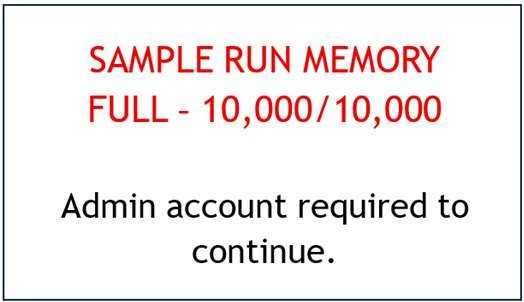 SAMPLE RUN MEMORY
FULL – 10,000/10,000
Admin account required to
continue.